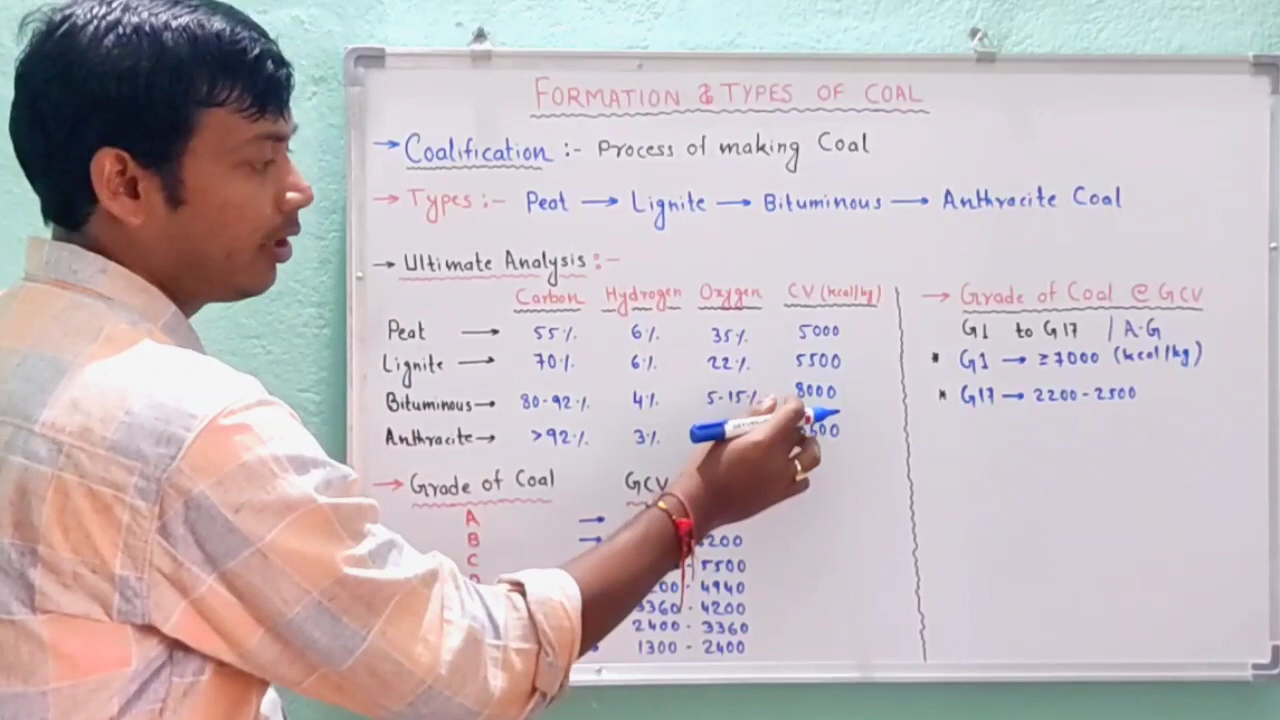 FORMATION & TYPES OF COAL
→ Coalification :- Process of making Coal
→ Types :- Peat → Lignite → Bituminous → Anthracite Coal
→ Ultimate Analysis :-
Carbon Hydrogen Oxygen CV (kcal/kg)
Peat → 55% 6% 35% 5000
Lignite → 70% 6% 22% 5500
Bituminous → 80-92% 4% 5-15% 8000
Anthracite → >92% 3%
→ Grade of Coal GCV
A →
B → 200
C - 5500
- 4940
3360 - 4200
2400 - 3360
1300 - 2400
→ Grade of Coal @ GCV
G1 to G17 / A-G
* G1 → ≥7000 (kcal/kg)
* G17 → 2200-2500